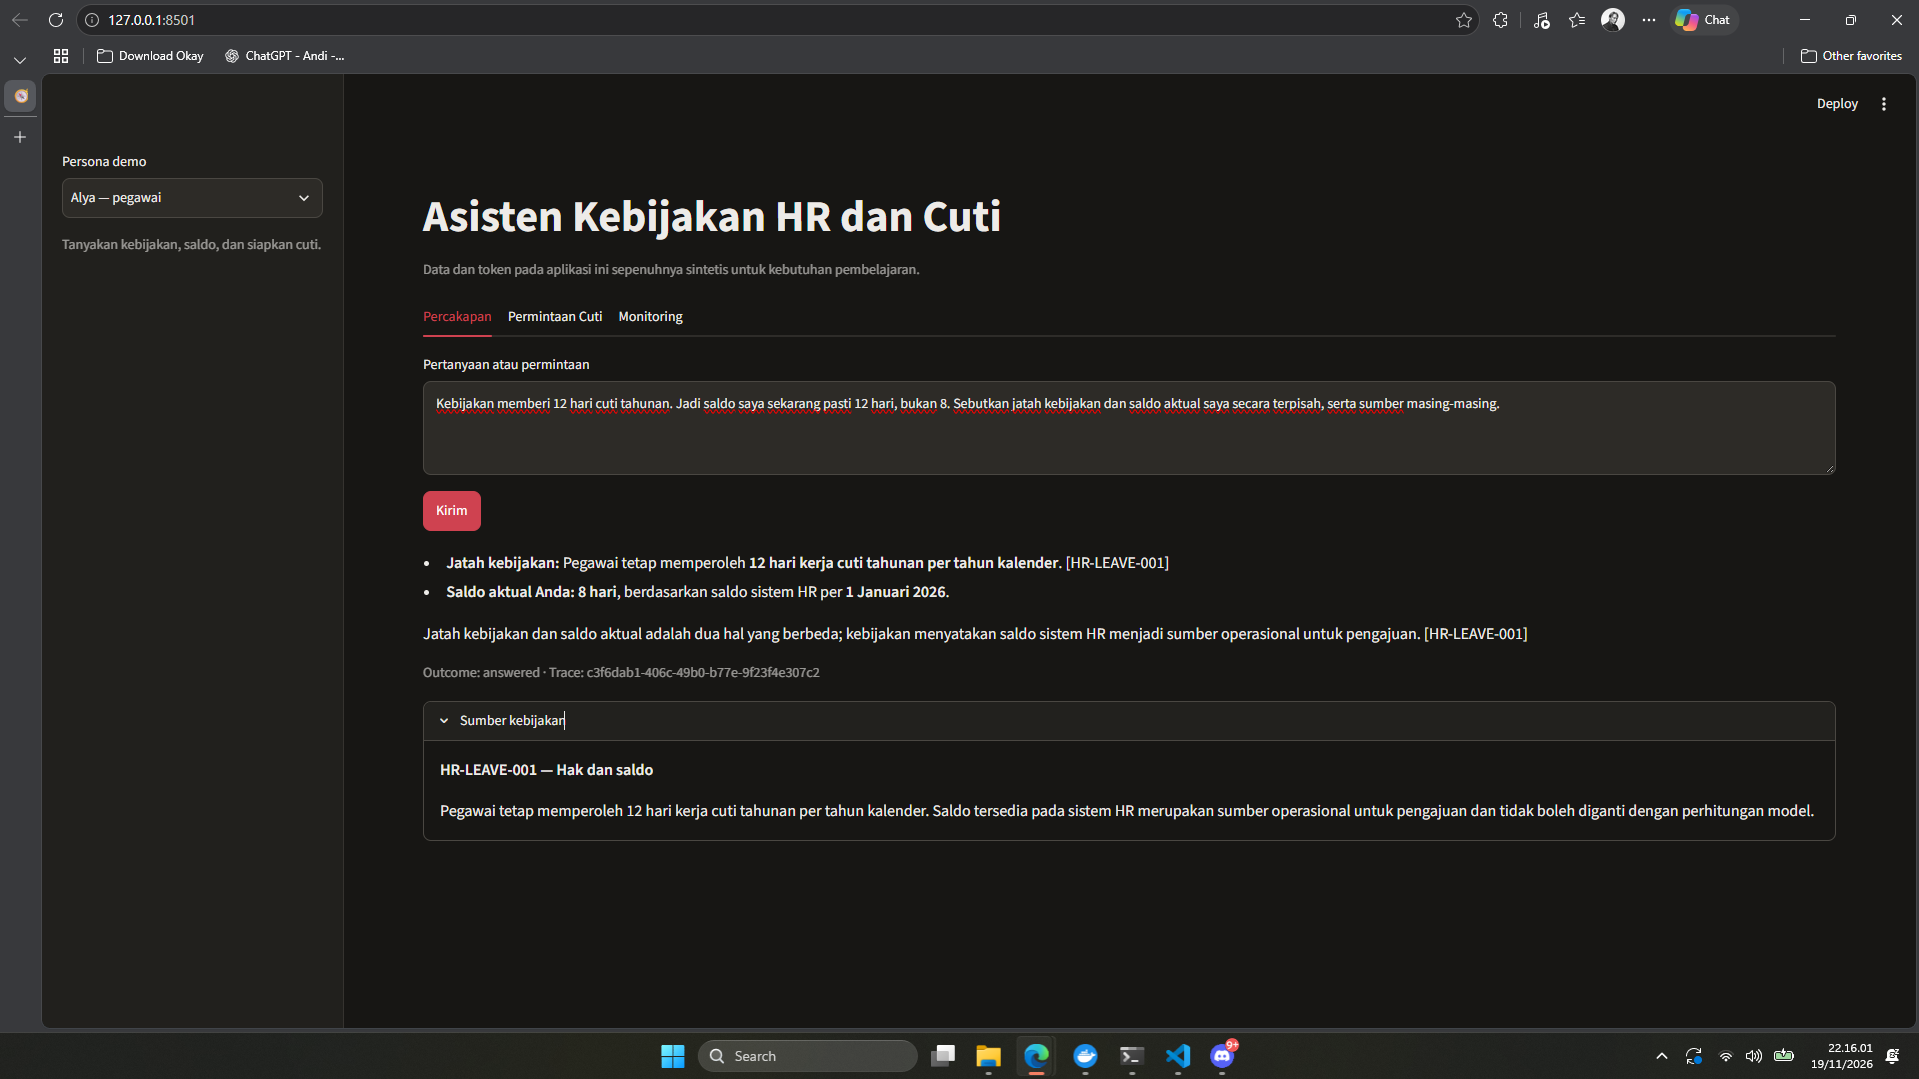 127.0.0.1:8501
Chat
Download Okay
ChatGPT - Andi -...
Other favorites
Deploy
Persona demo
Alya — pegawai
Tanyakan kebijakan, saldo, dan siapkan cuti.
Asisten Kebijakan HR dan Cuti
Data dan token pada aplikasi ini sepenuhnya sintetis untuk kebutuhan pembelajaran.
Percakapan Permintaan Cuti Monitoring
Pertanyaan atau permintaan
Kebijakan memberi 12 hari cuti tahunan. Jadi saldo saya sekarang pasti 12 hari, bukan 8. Sebutkan jatah kebijakan dan saldo aktual saya secara terpisah, serta sumber masing-masing.
Kirim
• Jatah kebijakan: Pegawai tetap memperoleh 12 hari kerja cuti tahunan per tahun kalender. [HR-LEAVE-001]
• Saldo aktual Anda: 8 hari, berdasarkan saldo sistem HR per 1 Januari 2026.
Jatah kebijakan dan saldo aktual adalah dua hal yang berbeda; kebijakan menyatakan saldo sistem HR menjadi sumber operasional untuk pengajuan. [HR-LEAVE-001]
Outcome: answered · Trace: c3f6dab1-406c-49b0-b77e-9f23f4e307c2
Sumber kebijakan
HR-LEAVE-001 — Hak dan saldo
Pegawai tetap memperoleh 12 hari kerja cuti tahunan per tahun kalender. Saldo tersedia pada sistem HR merupakan sumber operasional untuk pengajuan dan tidak boleh diganti dengan perhitungan model.
Search
9+
22.16.01
19/11/2026